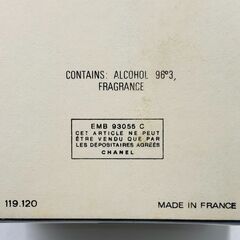 CONTAINS: ALCOHOL 96°3,
FRAGRANCE
EMB 93055 C
CET ARTICLE NE PEUT
ÊTRE VENDU QUE PAR
LES DÉPOSITAIRES AGRÉÉS
CHANEL
119.120
MADE IN FRANCE